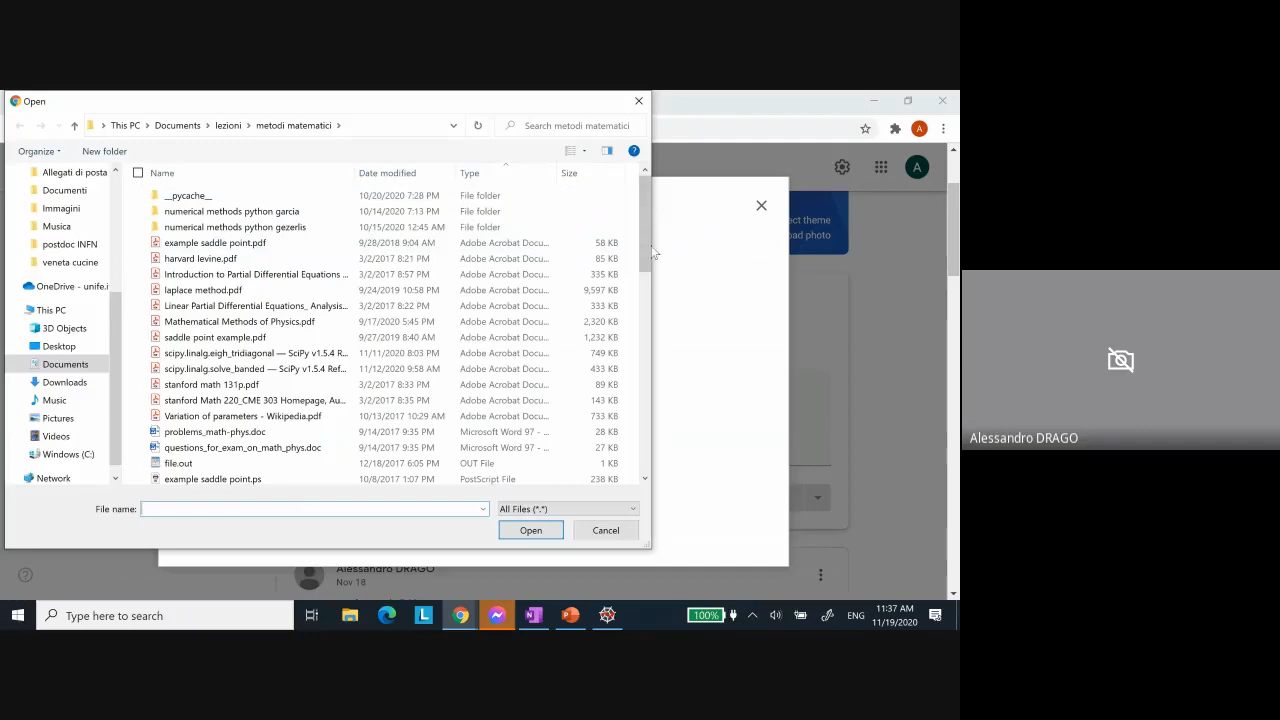 Open
This PC > Documents > lezioni > metodi matematici >
Search metodi matematici
Organize
New folder
Name Date modified Type Size
Allegati di posta
Documenti
Immagini
Musica
postdoc INFN
veneta cucine
OneDrive - unife.i
This PC
3D Objects
Desktop
Documents
Downloads
Music
Pictures
Videos
Windows (C:)
Network
__pycache__ 10/20/2020 7:28 PM File folder
numerical methods python garcia 10/14/2020 7:13 PM File folder
numerical methods python gezerlis 10/15/2020 12:45 AM File folder
example saddle point.pdf 9/28/2018 9:04 AM Adobe Acrobat Docu... 58 KB
harvard levine.pdf 3/2/2017 8:21 PM Adobe Acrobat Docu... 85 KB
Introduction to Partial Differential Equations ... 3/2/2017 8:57 PM Adobe Acrobat Docu... 335 KB
laplace method.pdf 9/24/2019 10:58 PM Adobe Acrobat Docu... 9,597 KB
Linear Partial Differential Equations_ Analysis... 3/2/2017 8:22 PM Adobe Acrobat Docu... 333 KB
Mathematical Methods of Physics.pdf 9/17/2020 5:45 PM Adobe Acrobat Docu... 2,320 KB
saddle point example.pdf 9/27/2019 8:40 AM Adobe Acrobat Docu... 1,232 KB
scipy.linalg.eigh_tridiagonal — SciPy v1.5.4 R... 11/11/2020 8:03 PM Adobe Acrobat Docu... 749 KB
scipy.linalg.solve_banded — SciPy v1.5.4 Ref... 11/12/2020 9:58 AM Adobe Acrobat Docu... 433 KB
stanford math 131p.pdf 3/2/2017 8:33 PM Adobe Acrobat Docu... 89 KB
stanford Math 220_CME 303 Homepage, Au... 3/2/2017 8:35 PM Adobe Acrobat Docu... 143 KB
Variation of parameters - Wikipedia.pdf 10/13/2017 10:29 AM Adobe Acrobat Docu... 733 KB
problems_math-phys.doc 9/14/2017 9:35 PM Microsoft Word 97 - ... 28 KB
questions_for_exam_on_math_phys.doc 9/14/2017 9:35 PM Microsoft Word 97 - ... 27 KB
file.out 12/18/2017 6:05 PM OUT File 1 KB
example saddle point.ps 10/8/2017 1:07 PM PostScript File 238 KB
File name:
All Files (*.*)
Open
Cancel
A
A
ect theme
oad photo
Alessandro DRAGO
Nov 18
Type here to search
L
100%
ENG
11:37 AM
11/19/2020
Alessandro DRAGO